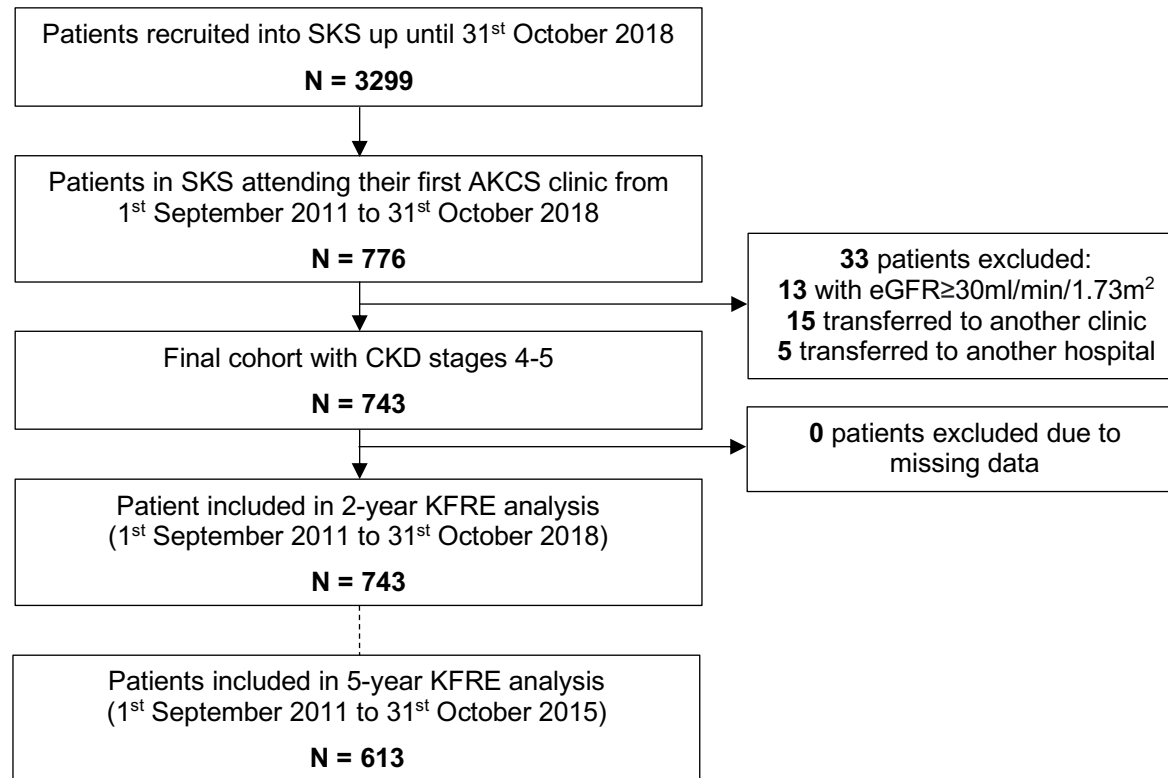 Patients recruited into SKS up until 31st October 2018
N = 3299
Patients in SKS attending their first AKCS clinic from
1st September 2011 to 31st October 2018
N = 776
33 patients excluded:
13 with eGFR≥30ml/min/1.73m2
15 transferred to another clinic
5 transferred to another hospital
Final cohort with CKD stages 4-5
N = 743
0 patients excluded due to
missing data
Patient included in 2-year KFRE analysis
(1st September 2011 to 31st October 2018)
N = 743
Patients included in 5-year KFRE analysis
(1st September 2011 to 31st October 2015)
N = 613